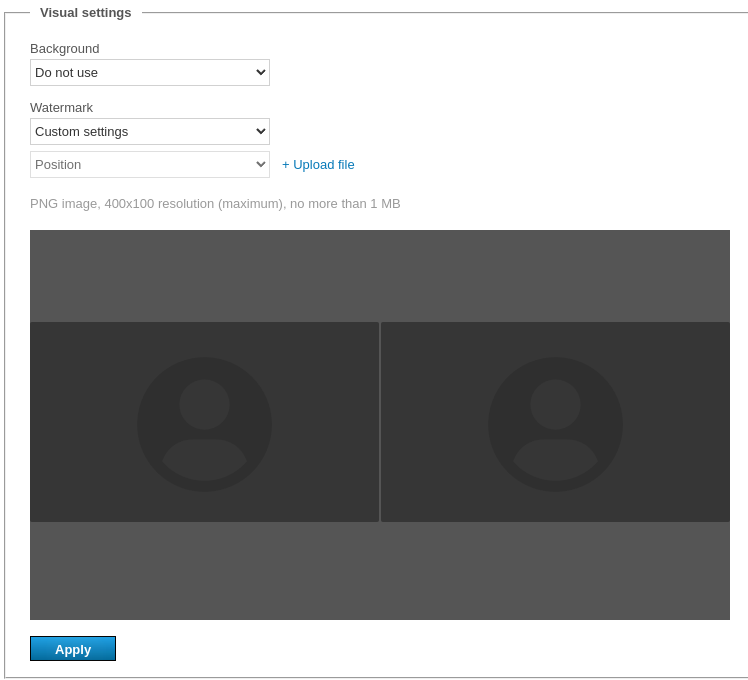 Visual settings
Background
Do not use
Watermark
Custom settings
Position
+ Upload file
PNG image, 400x100 resolution (maximum), no more than 1 MB
Apply